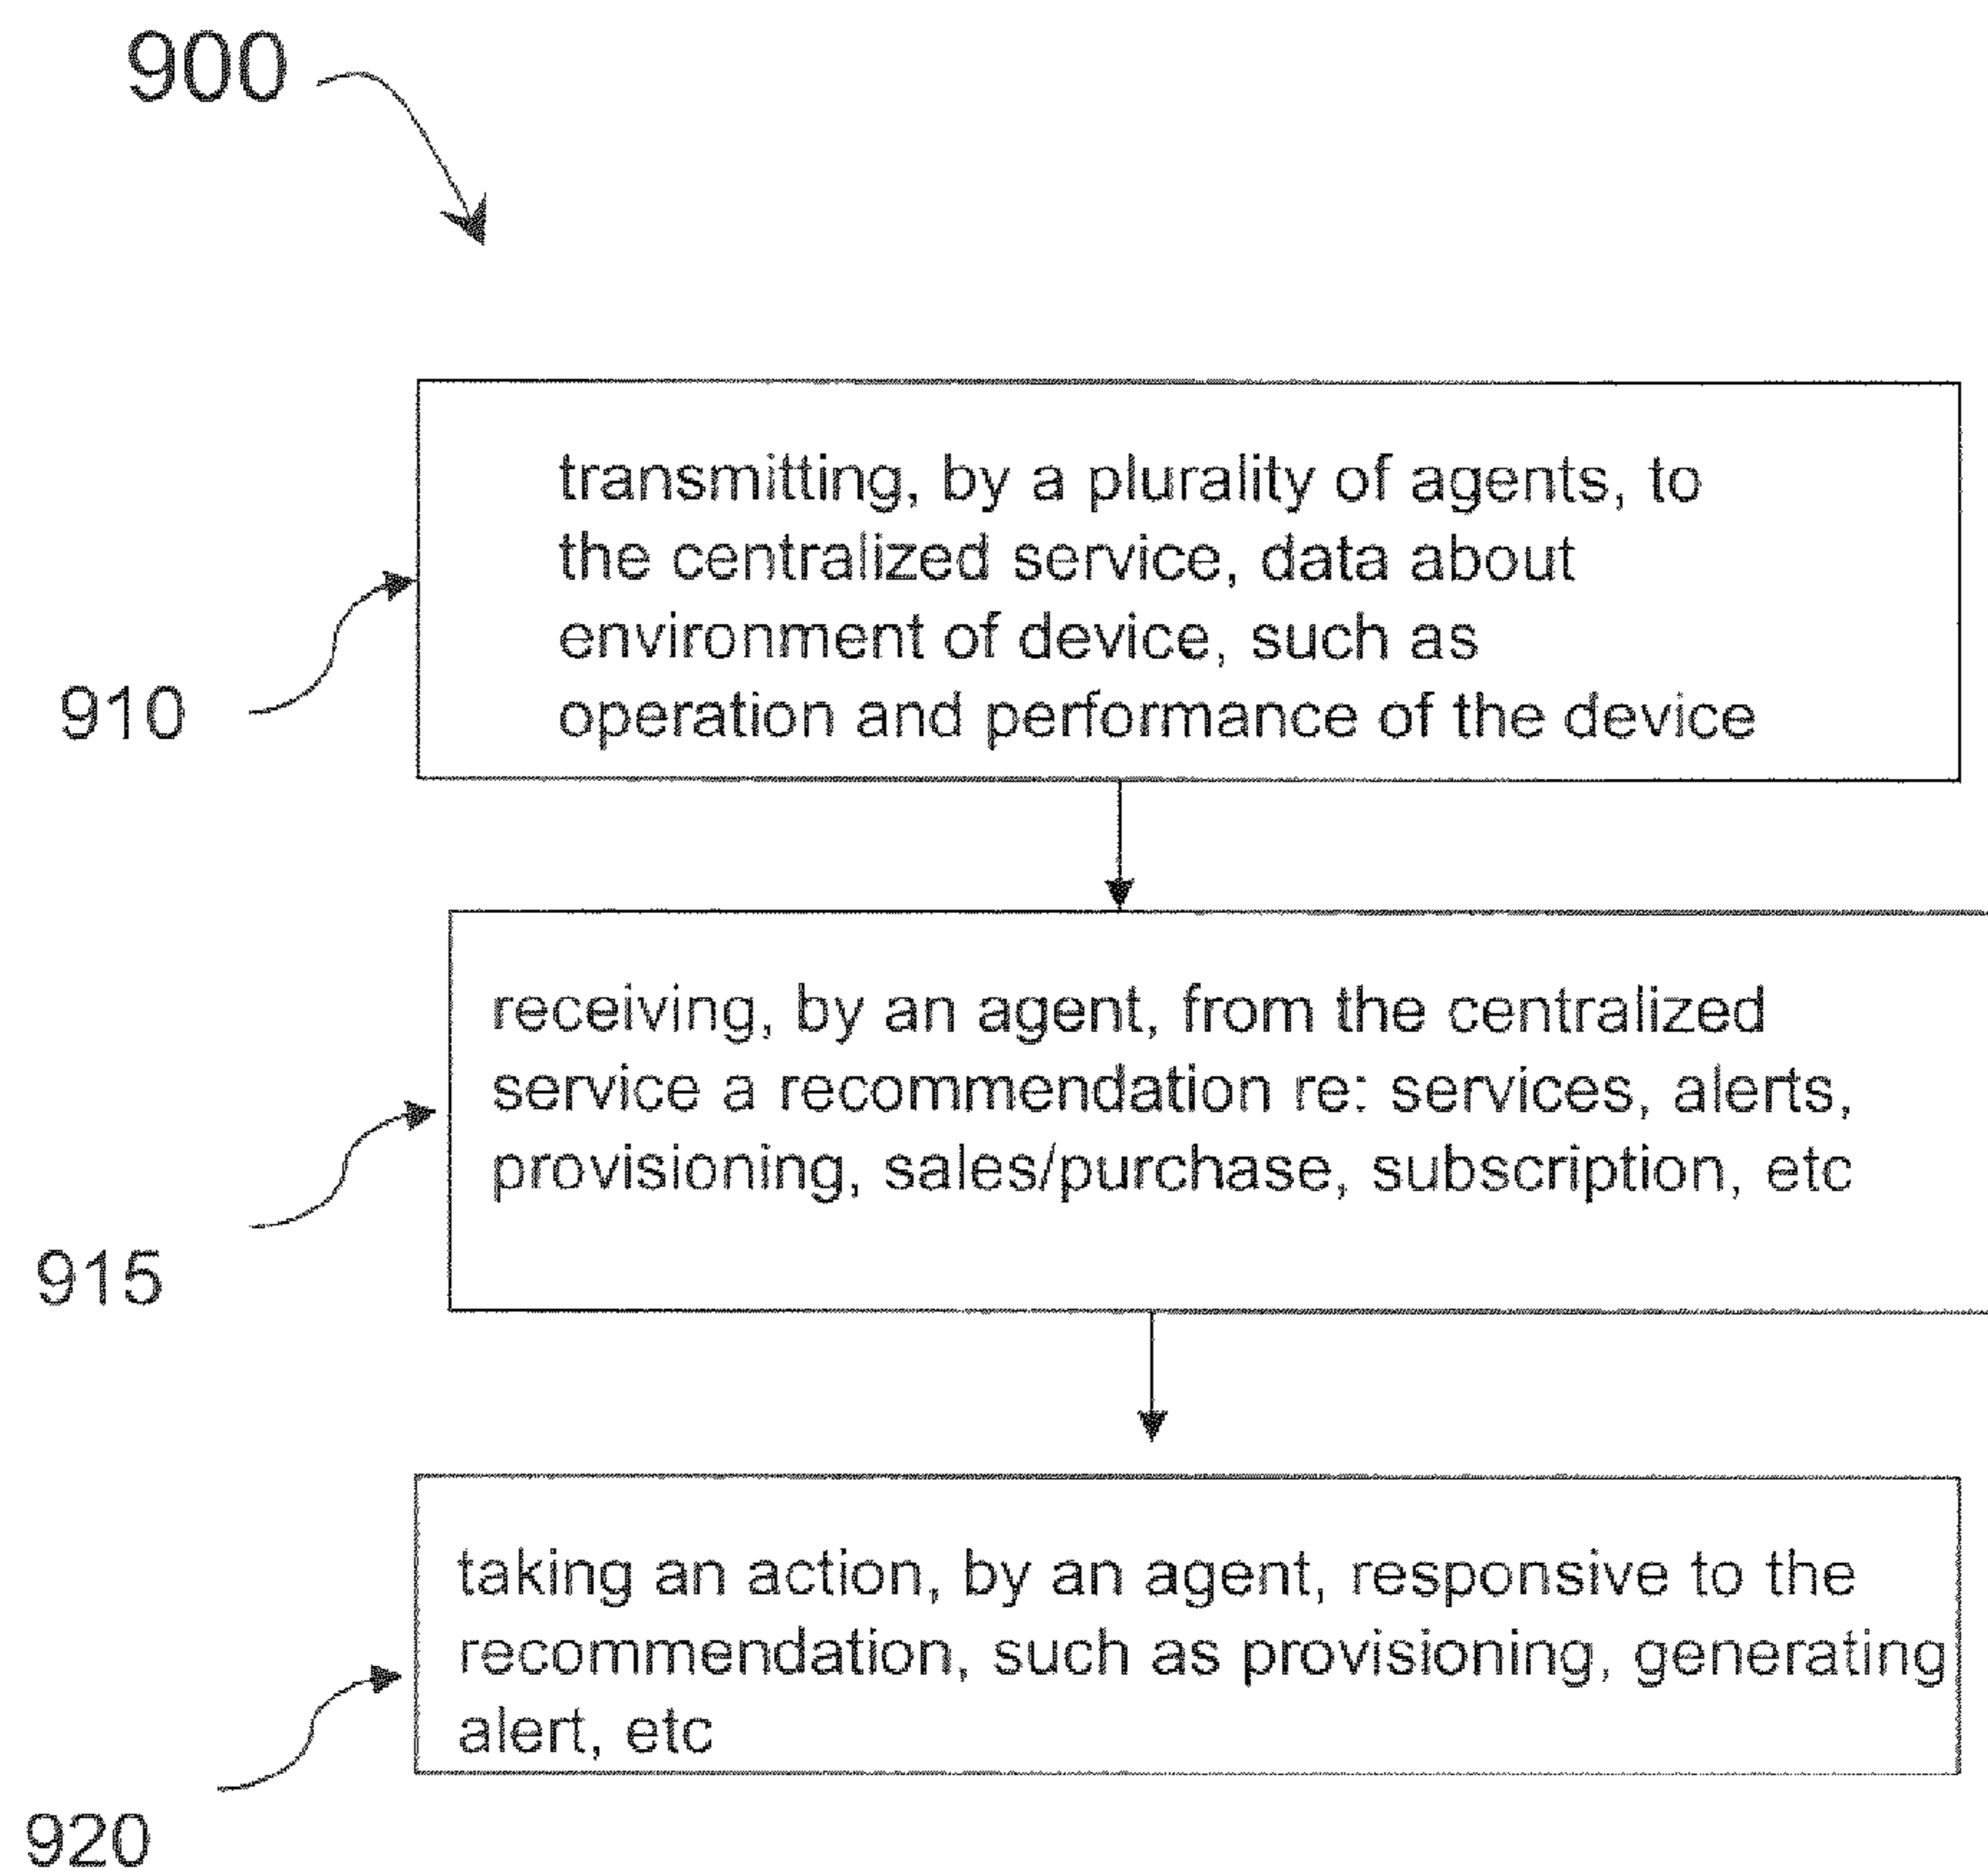 900
transmitting, by a plurality of agents, to
the centralized service, data about
environment of device, such as
operation and performance of the device
910
receiving, by an agent, from the centralized
service a recommendation re: services, alerts,
provisioning, sales/purchase, subscription, etc
915
taking an action, by an agent, responsive to the
recommendation, such as provisioning, generating
alert, etc
920